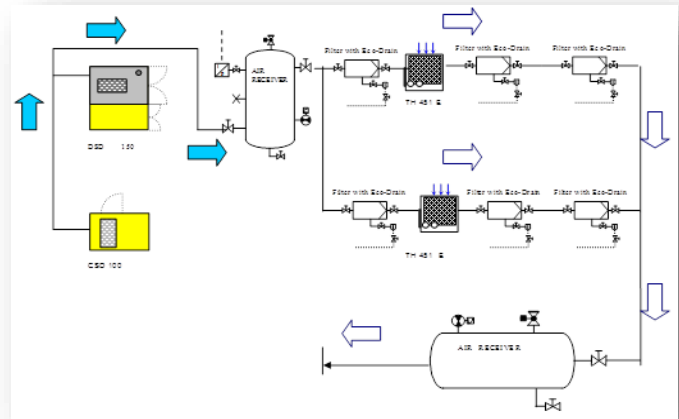 Filter with Eco-Drain
Filter with Eco-Drain
Filter with Eco-Drain
AIR
RECEIVER
TH 451 E
DSD 150
Filter with Eco-Drain
Filter with Eco-Drain
Filter with Eco-Drain
TH 451 E
CSD 100
AIR RECEIVER